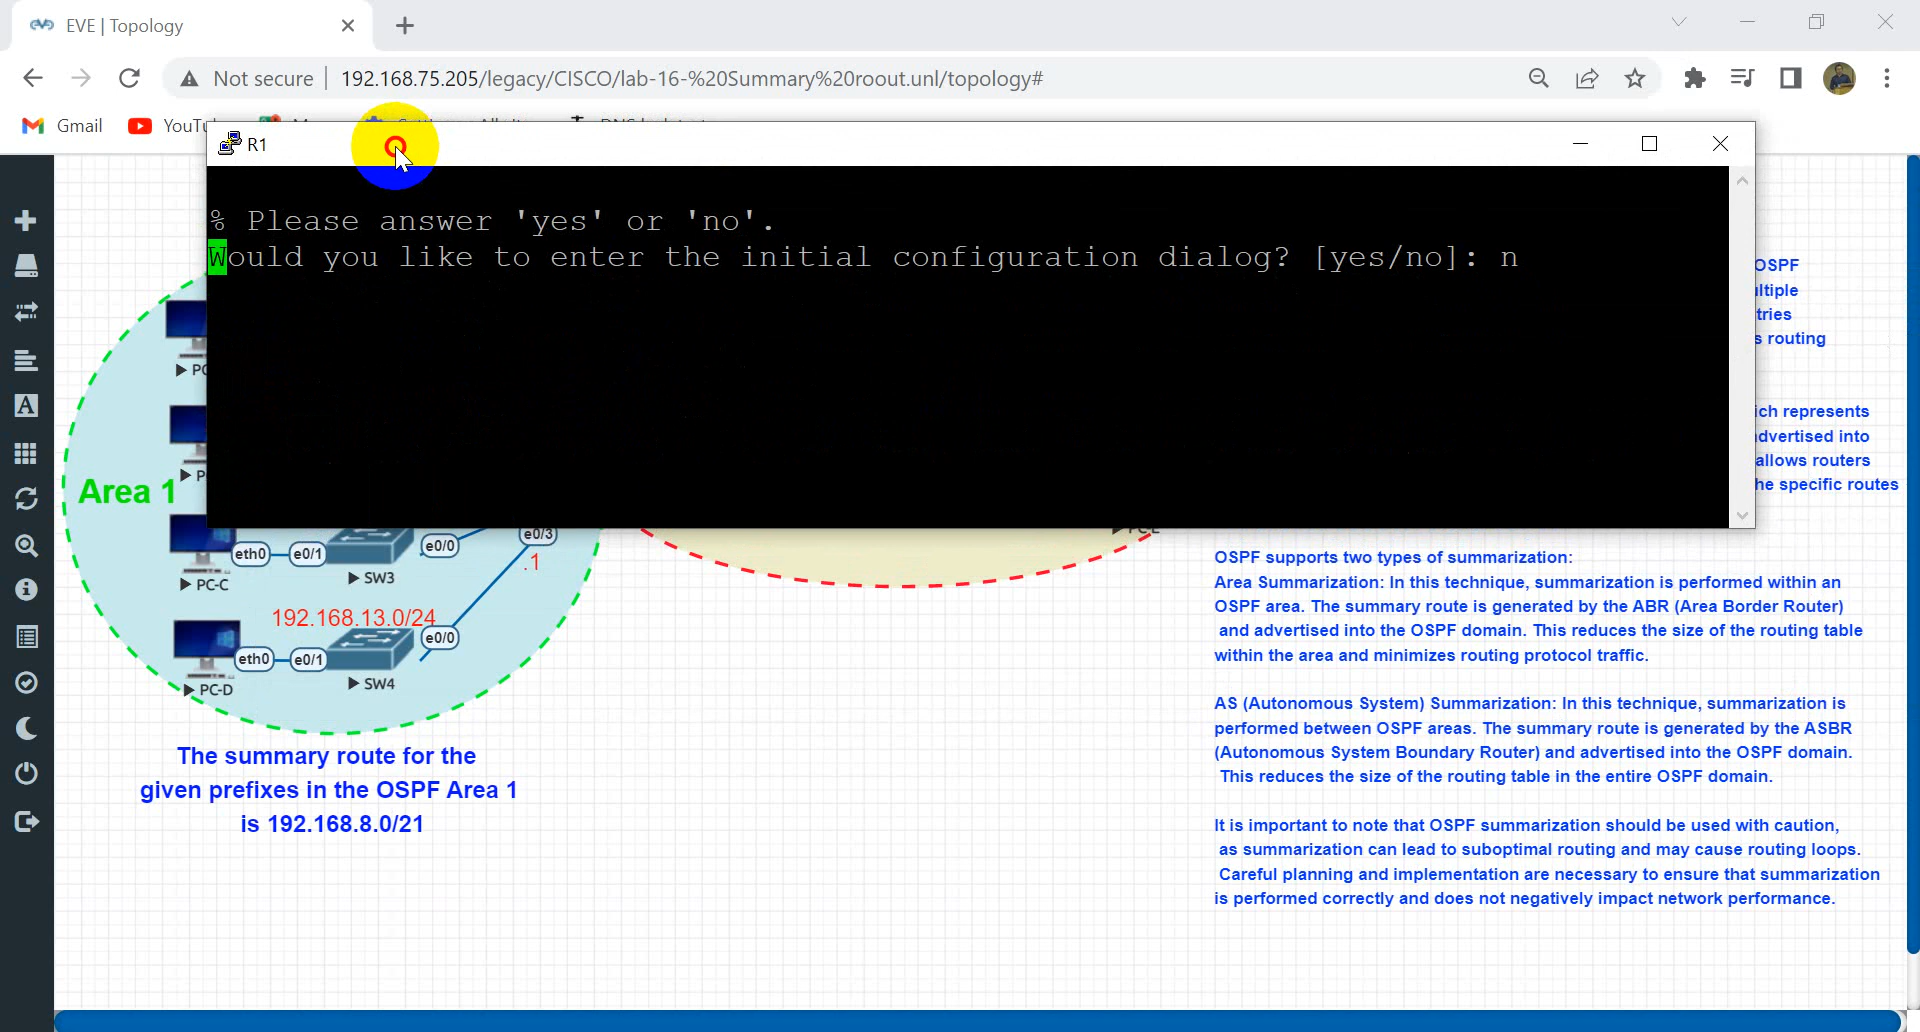 EVE | Topology
Not secure
192.168.75.205/legacy/CISCO/lab-16-%20Summary%20roout.unl/topology#
Gmail
R1
% Please answer 'yes' or 'no'.
Would you like to enter the initial configuration dialog? [yes/no]: n
OSPF
s routing
represents
allows routers
specific routes
Area 1
eth0
e0/1
e0/0
e0/3
.1
SW3
PC-C
192.168.13.0/24
e0/0
eth0
e0/1
SW4
PC-D
The summary route for the
given prefixes in the OSPF Area 1
is 192.168.8.0/21
OSPF supports two types of summarization:
Area Summarization: In this technique, summarization is performed within an
OSPF area. The summary route is generated by the ABR (Area Border Router)
and advertised into the OSPF domain. This reduces the size of the routing table
within the area and minimizes routing protocol traffic.
AS (Autonomous System) Summarization: In this technique, summarization is
performed between OSPF areas. The summary route is generated by the ASBR
(Autonomous System Boundary Router) and advertised into the OSPF domain.
This reduces the size of the routing table in the entire OSPF domain.
It is important to note that OSPF summarization should be used with caution,
as summarization can lead to suboptimal routing and may cause routing loops.
Careful planning and implementation are necessary to ensure that summarization
is performed correctly and does not negatively impact network performance.